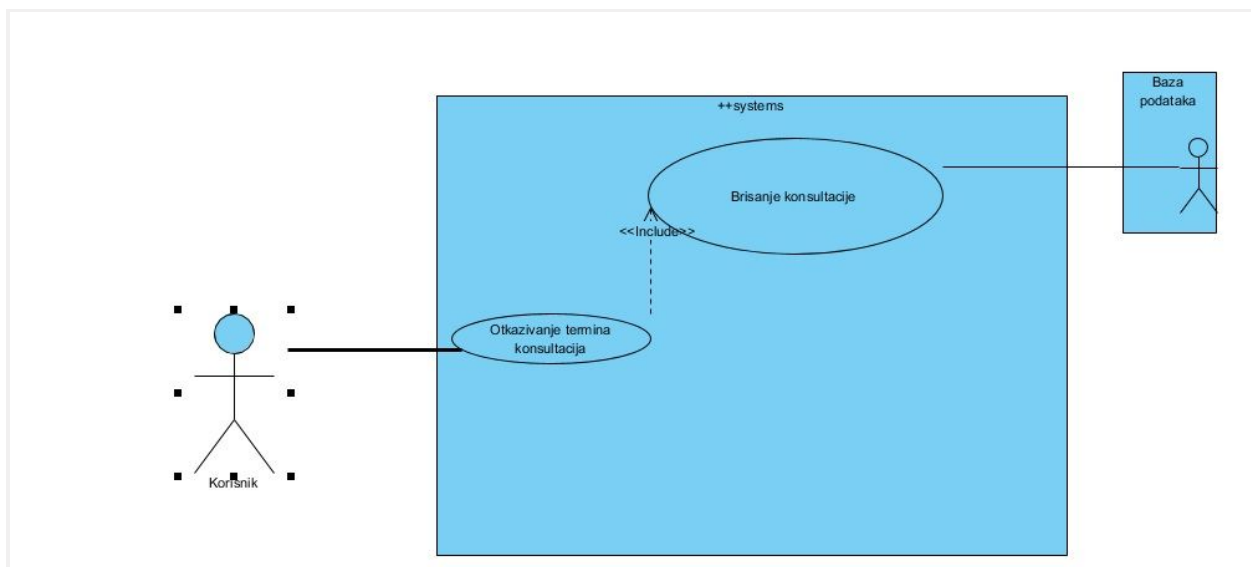 Baza
podataka
++systems
Brisanje konsultacije
<<Include>>
Otkazivanje termina
konsultacija
Korisnik